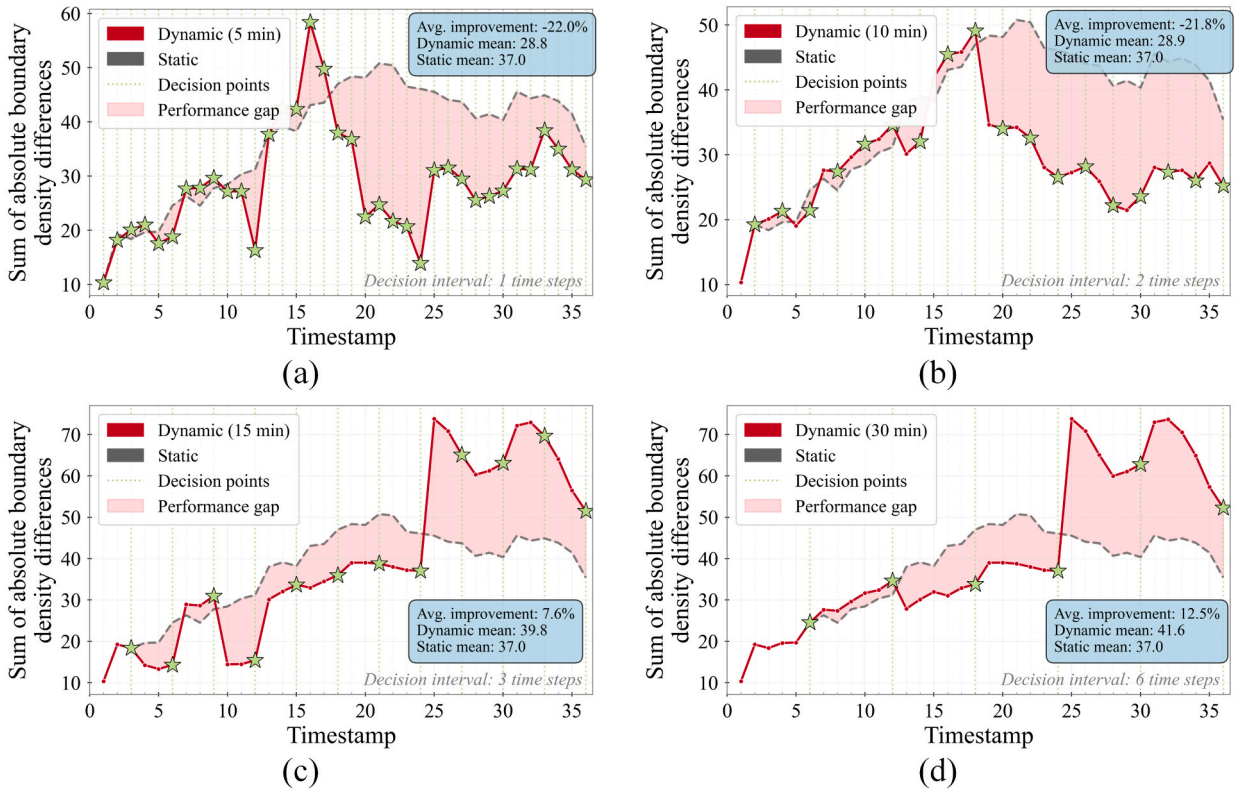 Sum of absolute boundary
density differences
60
50
40
30
20
10
Dynamic (5 min)
Static
Decision points
Performance gap
Avg. improvement: -22.0%
Dynamic mean: 28.8
Static mean: 37.0
Decision interval: 1 time steps
0 5 10 15 20 25 30 35
Timestamp
(a)
Sum of absolute boundary
density differences
50
40
30
20
10
Dynamic (10 min)
Static
Decision points
Performance gap
Avg. improvement: -21.8%
Dynamic mean: 28.9
Static mean: 37.0
Decision interval: 2 time steps
0 5 10 15 20 25 30 35
Timestamp
(b)
Sum of absolute boundary
density differences
70
60
50
40
30
20
10
Dynamic (15 min)
Static
Decision points
Performance gap
Avg. improvement: 7.6%
Dynamic mean: 39.8
Static mean: 37.0
Decision interval: 3 time steps
0 5 10 15 20 25 30 35
Timestamp
(c)
Sum of absolute boundary
density differences
70
60
50
40
30
20
10
Dynamic (30 min)
Static
Decision points
Performance gap
Avg. improvement: 12.5%
Dynamic mean: 41.6
Static mean: 37.0
Decision interval: 6 time steps
0 5 10 15 20 25 30 35
Timestamp
(d)